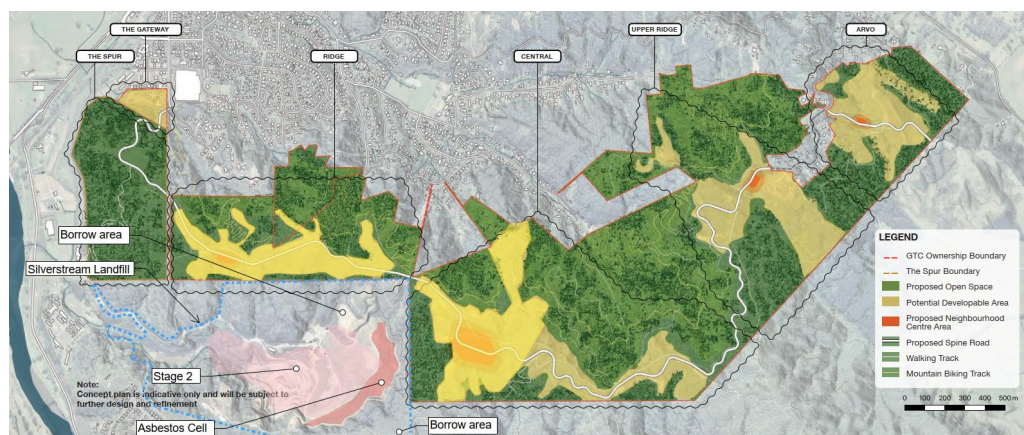 THE GATEWAY
THE SPUR
RIDGE
CENTRAL
UPPER RIDGE
ARVO
Borrow area
Silverstream Landfill
Stage 2
Note:
Concept plan is indicative only and will be subject to
further design and refinement
Asbestos Cell
Borrow area
LEGEND
GTC Ownership Boundary
The Spur Boundary
Proposed Open Space
Potential Developable Area
Proposed Neighbourhood
Centre Area
Proposed Spine Road
Walking Track
Mountain Biking Track
0 100 200 300 400 500 m